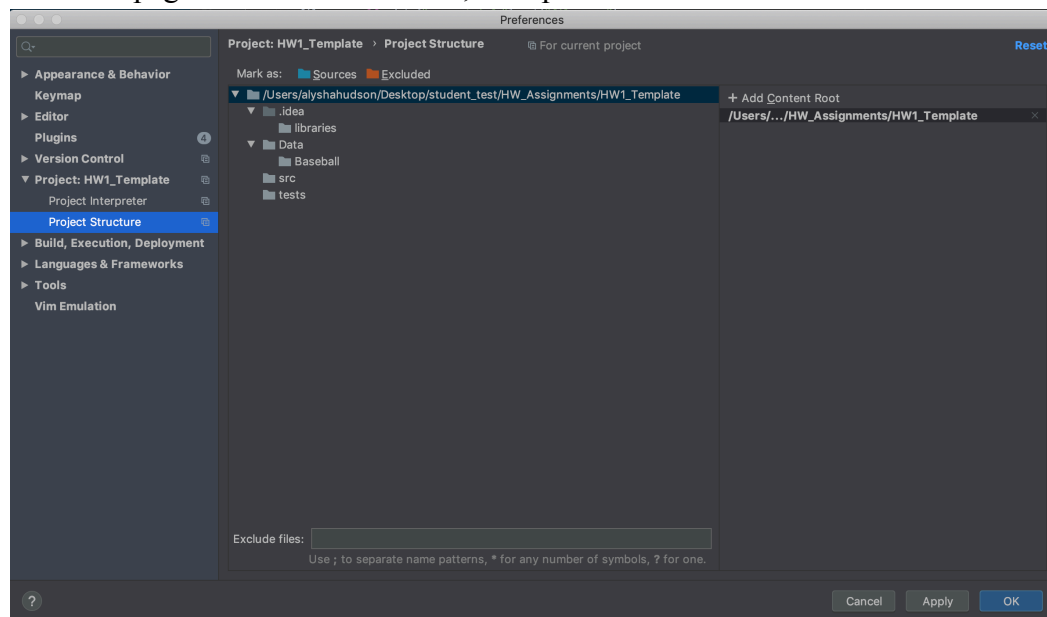 Preferences
Project: HW1_Template › Project Structure
For current project
Reset
Appearance & Behavior
Keymap
Editor
Plugins
4
Version Control
Project: HW1_Template
Project Interpreter
Project Structure
Build, Execution, Deployment
Languages & Frameworks
Tools
Vim Emulation
Mark as: Sources Excluded
/Users/alyshahudson/Desktop/student_test/HW_Assignments/HW1_Template
.idea
libraries
Data
Baseball
src
tests
+ Add Content Root
/Users/.../HW_Assignments/HW1_Template
Exclude files:
Use ; to separate name patterns, * for any number of symbols, ? for one.
?
Cancel
Apply
OK